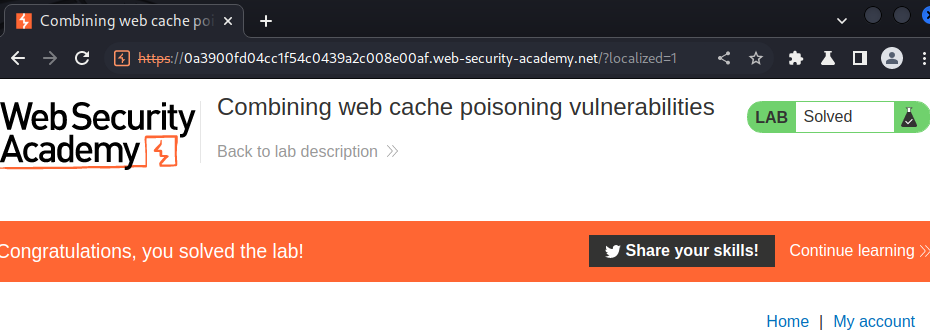 Combining web cache poi
https://0a3900fd04cc1f54c0439a2c008e00af.web-security-academy.net/?localized=1
Web Security
Academy
Combining web cache poisoning vulnerabilities
Back to lab description
LAB Solved
Congratulations, you solved the lab!
Share your skills!
Continue learning
Home | My account